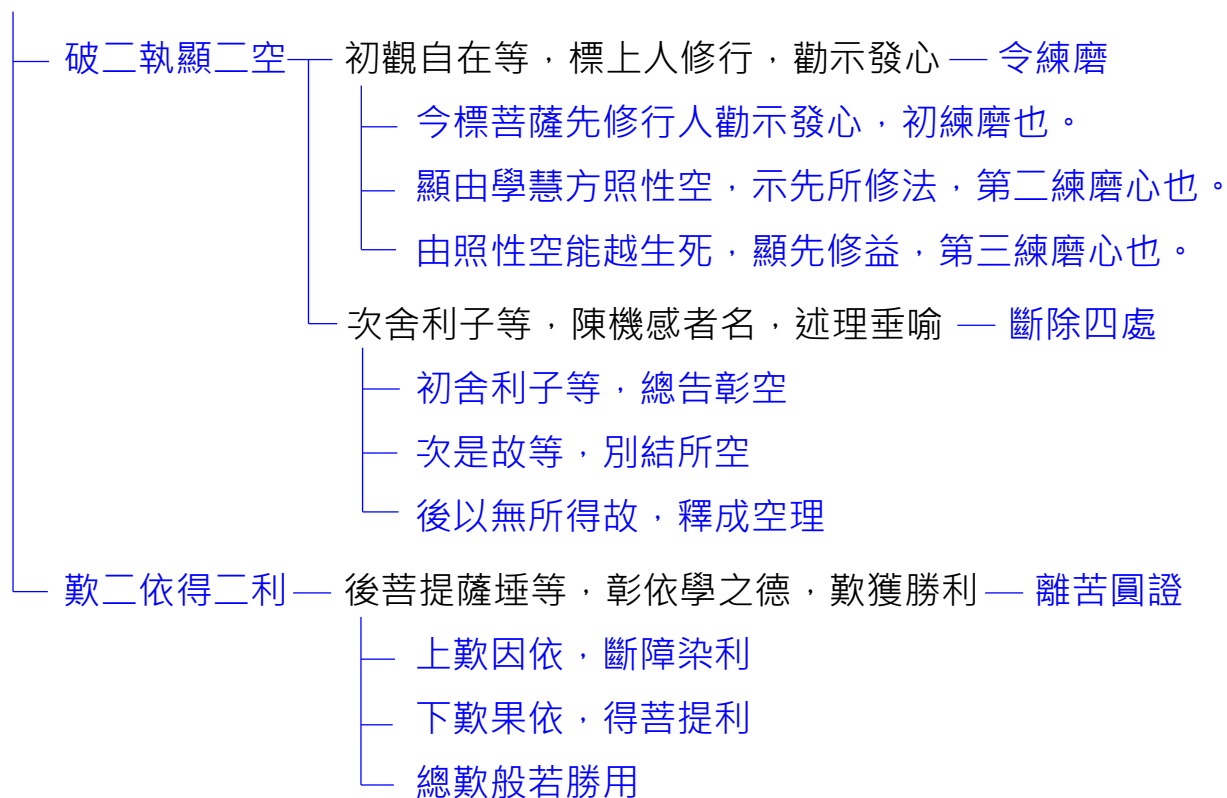 破二執顯二空 初觀自在等，標上人修行，勸示發心 令練磨
今標菩薩先修行人勸示發心，初練磨也。
顯由學慧方照性空，示先所修法，第二練磨心也。
由照性空能越生死，顯先修益，第三練磨心也。
次舍利子等，陳機感者名，述理垂喻 斷除四處
初舍利子等，總告彰空
次是故等，別結所空
後以無所得故，釋成空理
歎二依得二利 後菩提薩埵等，彰依學之德，歎獲勝利 離苦圓證
上歎因依，斷障染利
下歎果依，得菩提利
總歎般若勝用